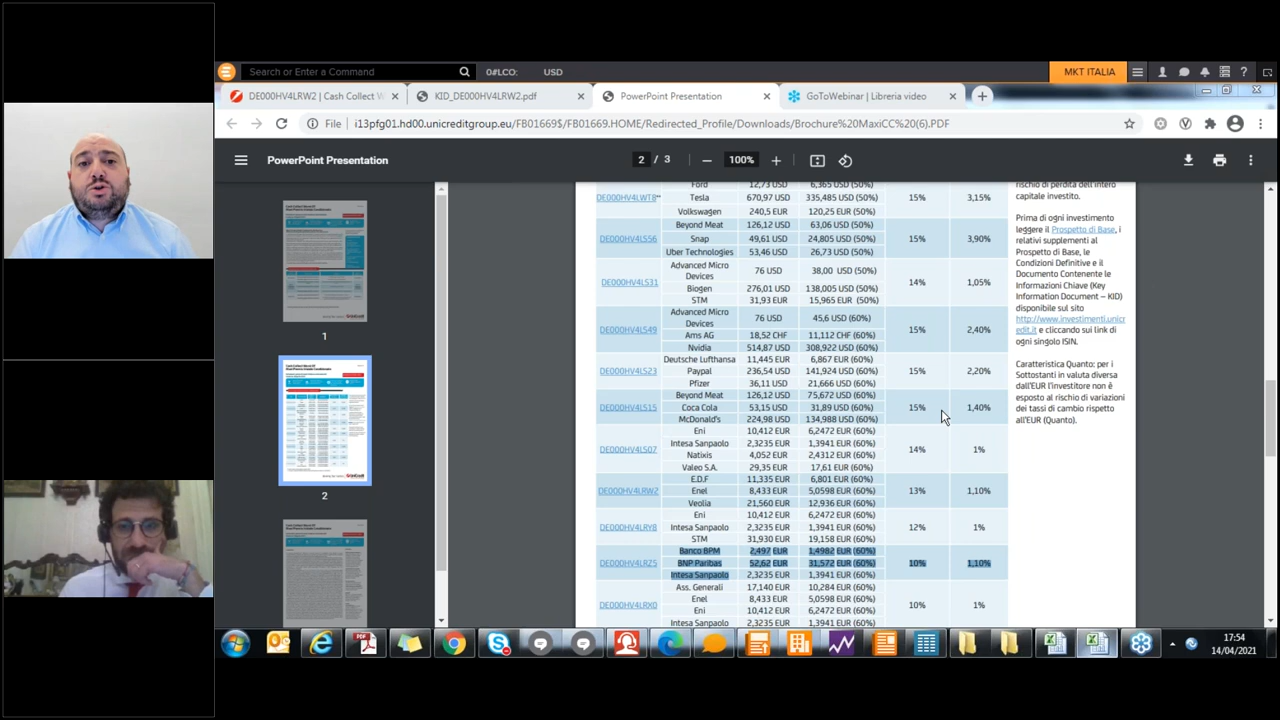 Search or Enter a Command
0#LCO:
USD
MKT ITALIA
DE000HV4LRW2 | Cash Collect W
KID_DE000HV4LRW2.pdf
PowerPoint Presentation
GoToWebinar | Libreria video
File
i13pfg01.hd00.unicreditgroup.eu/FB01669$/FB01669.HOME/Redirected_Profile/Downloads/Brochure%20MaxiCC%20(6).PDF
PowerPoint Presentation
2 / 3
100%
1
2
Ford 12,73 USD 6,365 USD (50%)
DE000HV4LWT8** Tesla 670,97 USD 335,485 USD (50%) 15% 3,15%
Volkswagen 240,5 EUR 120,25 EUR (50%)
Beyond Meat 126,12 USD 63,06 USD (50%)
DE000HV4LS56 Snap 49,61 USD 24,805 USD (50%) 15% 3,90%
Uber Technologies 53,46 USD 26,73 USD (50%)
Advanced Micro
Devices 76 USD 38,00 USD (50%)
DE000HV4LS31 Biogen 276,01 USD 138,005 USD (50%) 14% 1,05%
STM 31,93 EUR 15,965 EUR (50%)
Advanced Micro
Devices 76 USD 45,6 USD (60%)
DE000HV4LS49 Ams AG 18,52 CHF 11,112 CHF (60%) 15% 2,40%
Nvidia 514,87 USD 308,922 USD (60%)
Deutsche Lufthansa 11,445 EUR 6,867 EUR (60%)
DE000HV4LS23 Paypal 236,54 USD 141,924 USD (60%) 15% 2,20%
Pfizer 36,11 USD 21,666 USD (60%)
Beyond Meat 126,12 USD 75,672 USD (60%)
DE000HV4LS15 Coca Cola 53,15 USD 31,89 USD (60%) 15% 1,40%
McDonald's 224,98 USD 134,988 USD (60%)
Eni 10,412 EUR 6,2472 EUR (60%)
Intesa Sanpaolo 2,3235 EUR 1,3941 EUR (60%)
DE000HV4LS07 Natixis 4,052 EUR 2,4312 EUR (60%) 14% 1%
Valeo S.A. 29,35 EUR 17,61 EUR (60%)
E.D.F 11,335 EUR 6,801 EUR (60%)
DE000HV4LRW2 Enel 8,433 EUR 5,0598 EUR (60%) 13% 1,10%
Veolia 21,560 EUR 12,936 EUR (60%)
Eni 10,412 EUR 6,2472 EUR (60%)
DE000HV4LRY8 Intesa Sanpaolo 2,3235 EUR 1,3941 EUR (60%) 12% 1%
STM 31,930 EUR 19,158 EUR (60%)
Banco BPM 2,497 EUR 1,4982 EUR (60%)
DE000HV4LRZ5 BNP Paribas 52,62 EUR 31,572 EUR (60%) 10% 1,10%
Intesa Sanpaolo 2,3235 EUR 1,3941 EUR (60%)
Ass. Generali 17,140 EUR 10,284 EUR (60%)
DE000HV4LRX0 Enel 8,433 EUR 5,0598 EUR (60%) 10% 1%
Eni 10,412 EUR 6,2472 EUR (60%)
Intesa Sanpaolo 2,3235 EUR 1,3941 EUR (60%)
rischio di perdita dell'intero
capitale investito.
Prima di ogni investimento
leggere il Prospetto di Base, i
relativi supplementi al
Prospetto di Base, le
Condizioni Definitive e il
Documento Contenente le
Informazioni Chiave (Key
Information Document – KID)
disponibile sul sito
http://www.investimenti.unicr
edit.it e cliccando sui link di
ogni singolo ISIN.
Caratteristica Quanto: per i
Sottostanti in valuta diversa
dall'EUR l'investitore non è
esposto al rischio di variazioni
dei tassi di cambio rispetto
all'EUR (Quanto).
17:54
14/04/2021